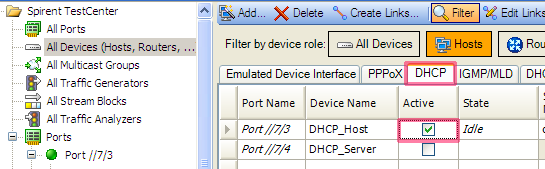 Spirent TestCenter
All Ports
All Devices (Hosts, Routers, ...
All Multicast Groups
All Traffic Generators
All Stream Blocks
All Traffic Analyzers
Ports
Port //7/3
Add... Delete Create Links... Filter Edit Links
Filter by device role: All Devices Hosts
Emulated Device Interface PPPoX DHCP IGMP/MLD
Port Name Device Name Active State
Port //7/3 DHCP_Host Idle
Port //7/4 DHCP_Server